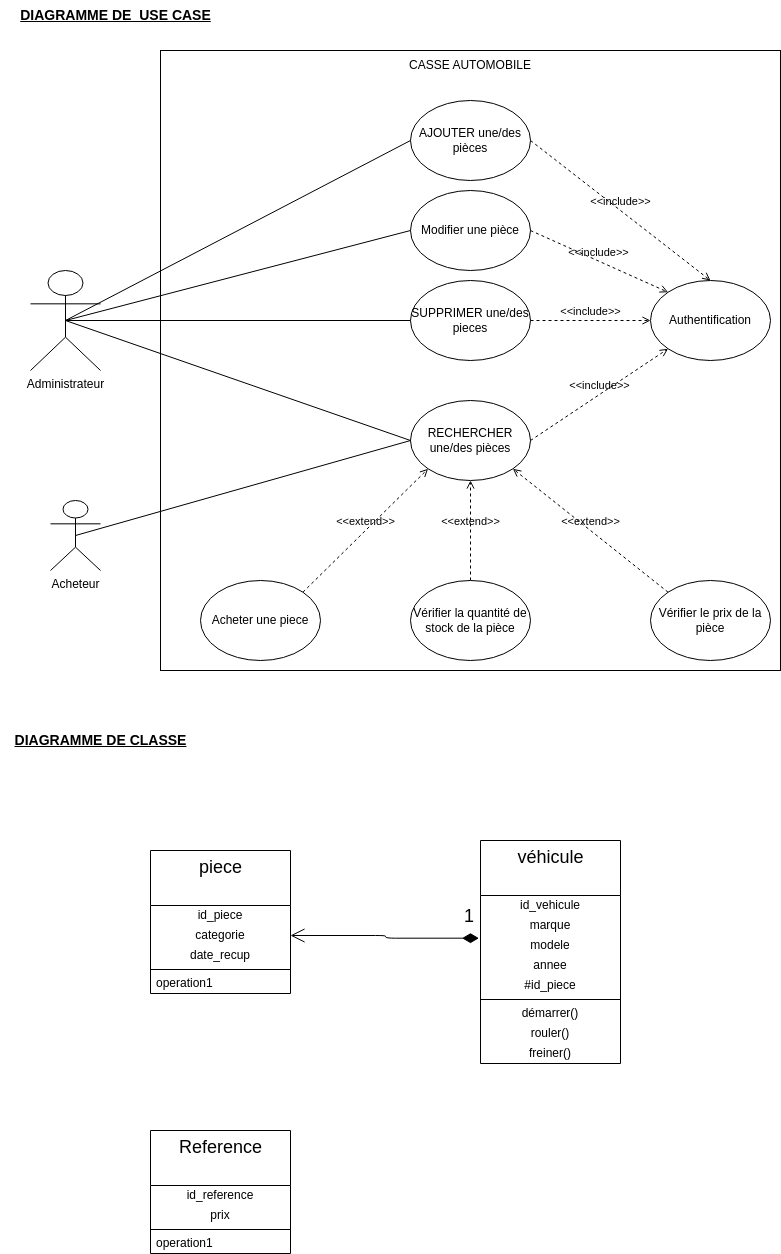 DIAGRAMME DE  USE CASE
CASSE AUTOMOBILE
AJOUTER une/des
pièces
<<include>>
Modifier une pièce
<<include>>
SUPPRIMER une/des
pieces
<<include>>
Authentification
Administrateur
<<include>>
RECHERCHER
une/des pièces
<<extend>>
<<extend>>
<<extend>>
Acheteur
Acheter une piece
Vérifier la quantité de
stock de la pièce
Vérifier le prix de la
pièce
DIAGRAMME DE CLASSE
piece
id_piece
categorie
date_recup
operation1
1
véhicule
id_vehicule
marque
modele
annee
#id_piece
démarrer()
rouler()
freiner()
Reference
id_reference
prix
operation1